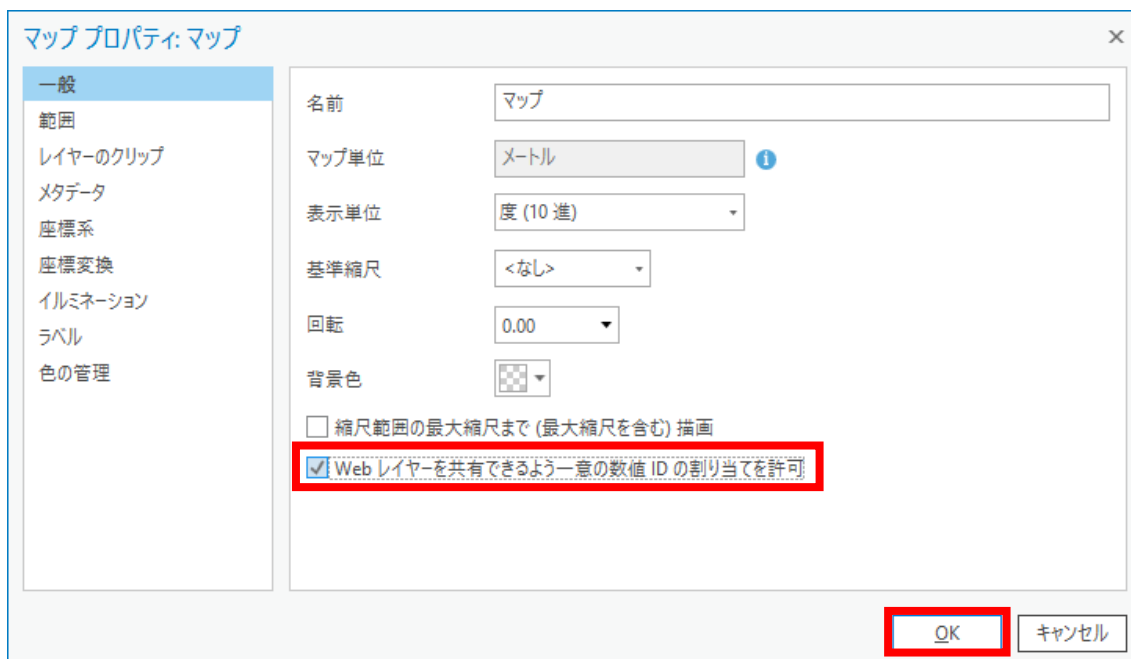 マップ プロパティ: マップ
一般
範囲
レイヤーのクリップ
メタデータ
座標系
座標変換
イルミネーション
ラベル
色の管理
名前 マップ
マップ単位 メートル
表示単位 度 (10 進)
基準縮尺 <なし>
回転 0.00
背景色
縮尺範囲の最大縮尺まで (最大縮尺を含む) 描画
Web レイヤーを共有できるよう一意の数値 ID の割り当てを許可
OK キャンセル